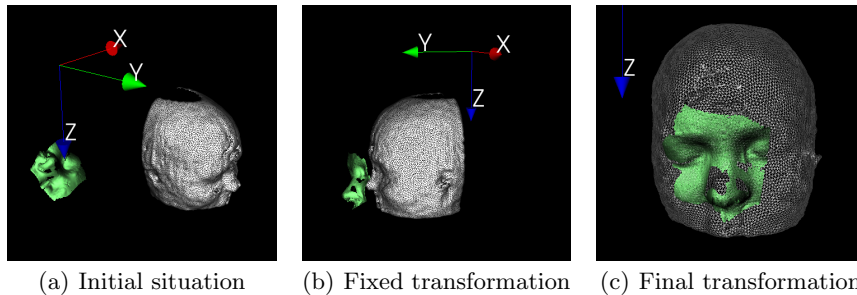 X
Y
Z
Y
X
Z
Z
(a) Initial situation
(b) Fixed transformation
(c) Final transformation